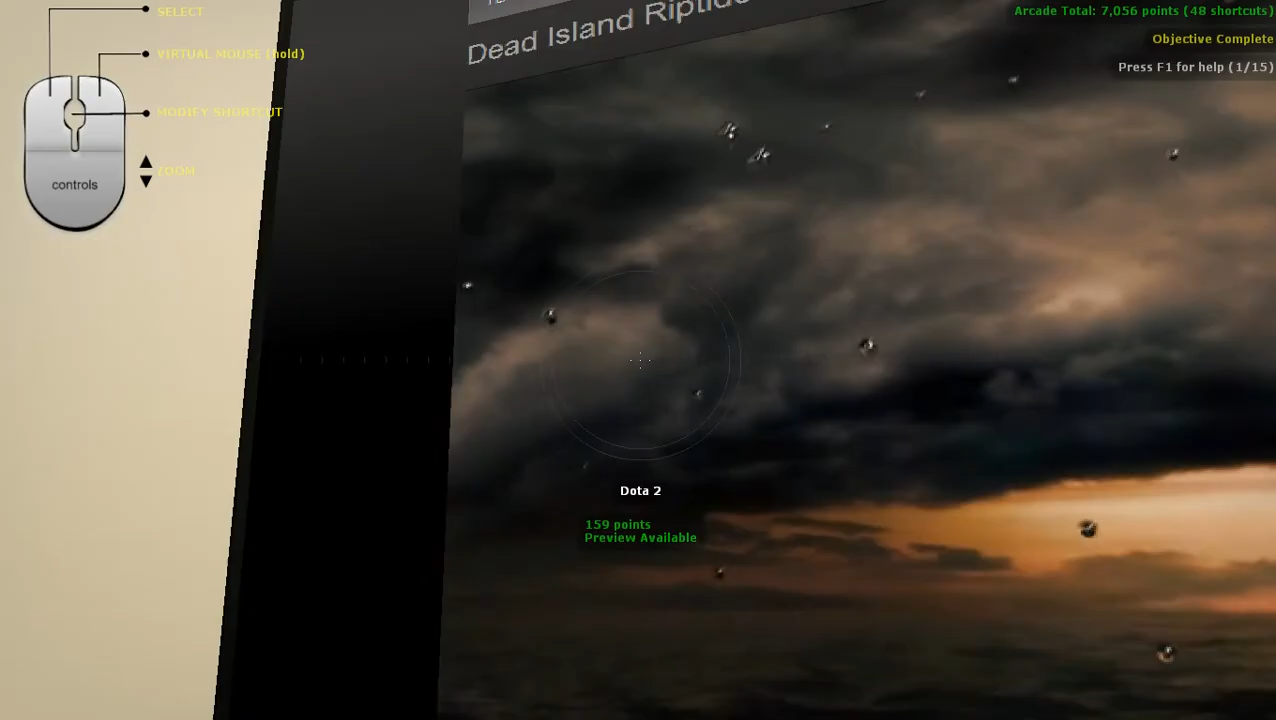 SELECT
VIRTUAL MOUSE (hold)
MODIFY SHORTCUT
ZOOM
controls
Dead Island Riptide
Arcade Total: 7,056 points (48 shortcuts)
Objective Complete
Press F1 for help (1/15)
Dota 2
159 points
Preview Available